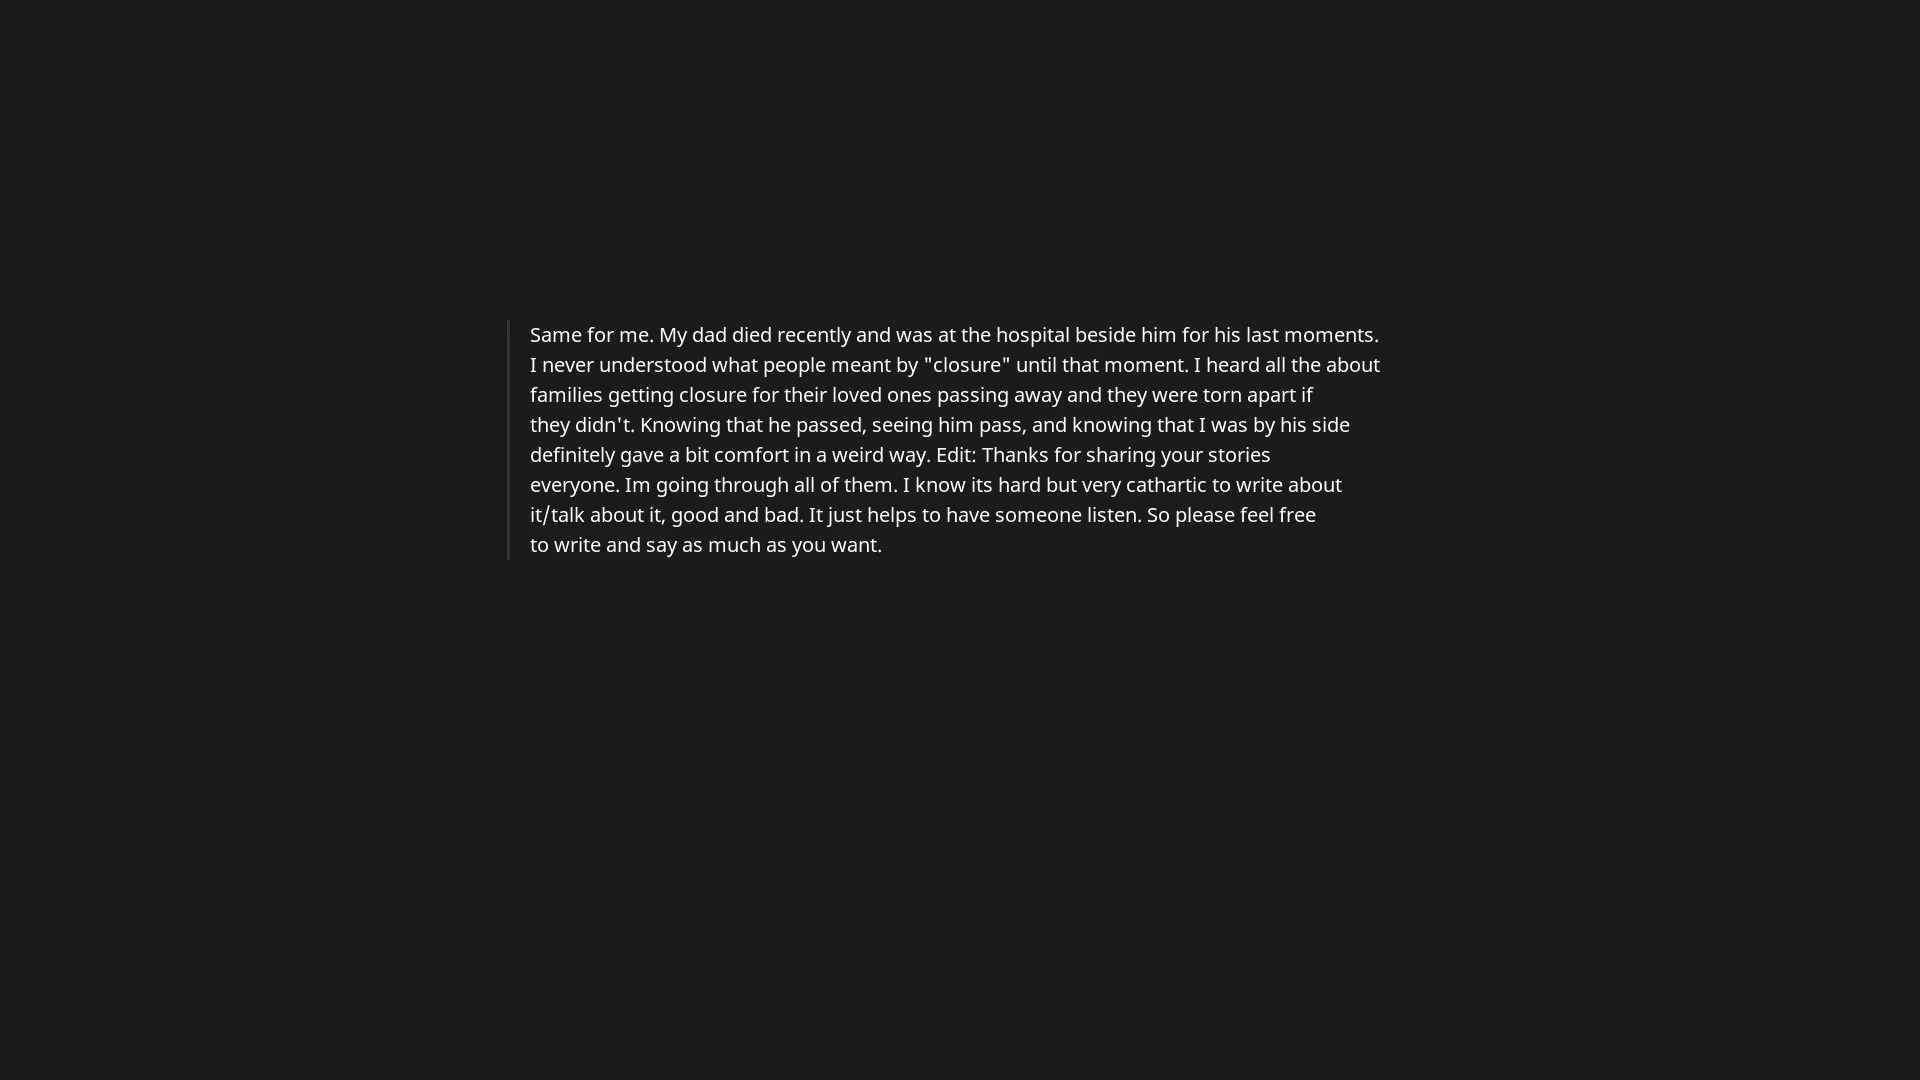 Same for me. My dad died recently and was at the hospital beside him for his last moments.
I never understood what people meant by "closure" until that moment. I heard all the about
families getting closure for their loved ones passing away and they were torn apart if
they didn't. Knowing that he passed, seeing him pass, and knowing that I was by his side
definitely gave a bit comfort in a weird way. Edit: Thanks for sharing your stories
everyone. Im going through all of them. I know its hard but very cathartic to write about
it/talk about it, good and bad. It just helps to have someone listen. So please feel free
to write and say as much as you want.